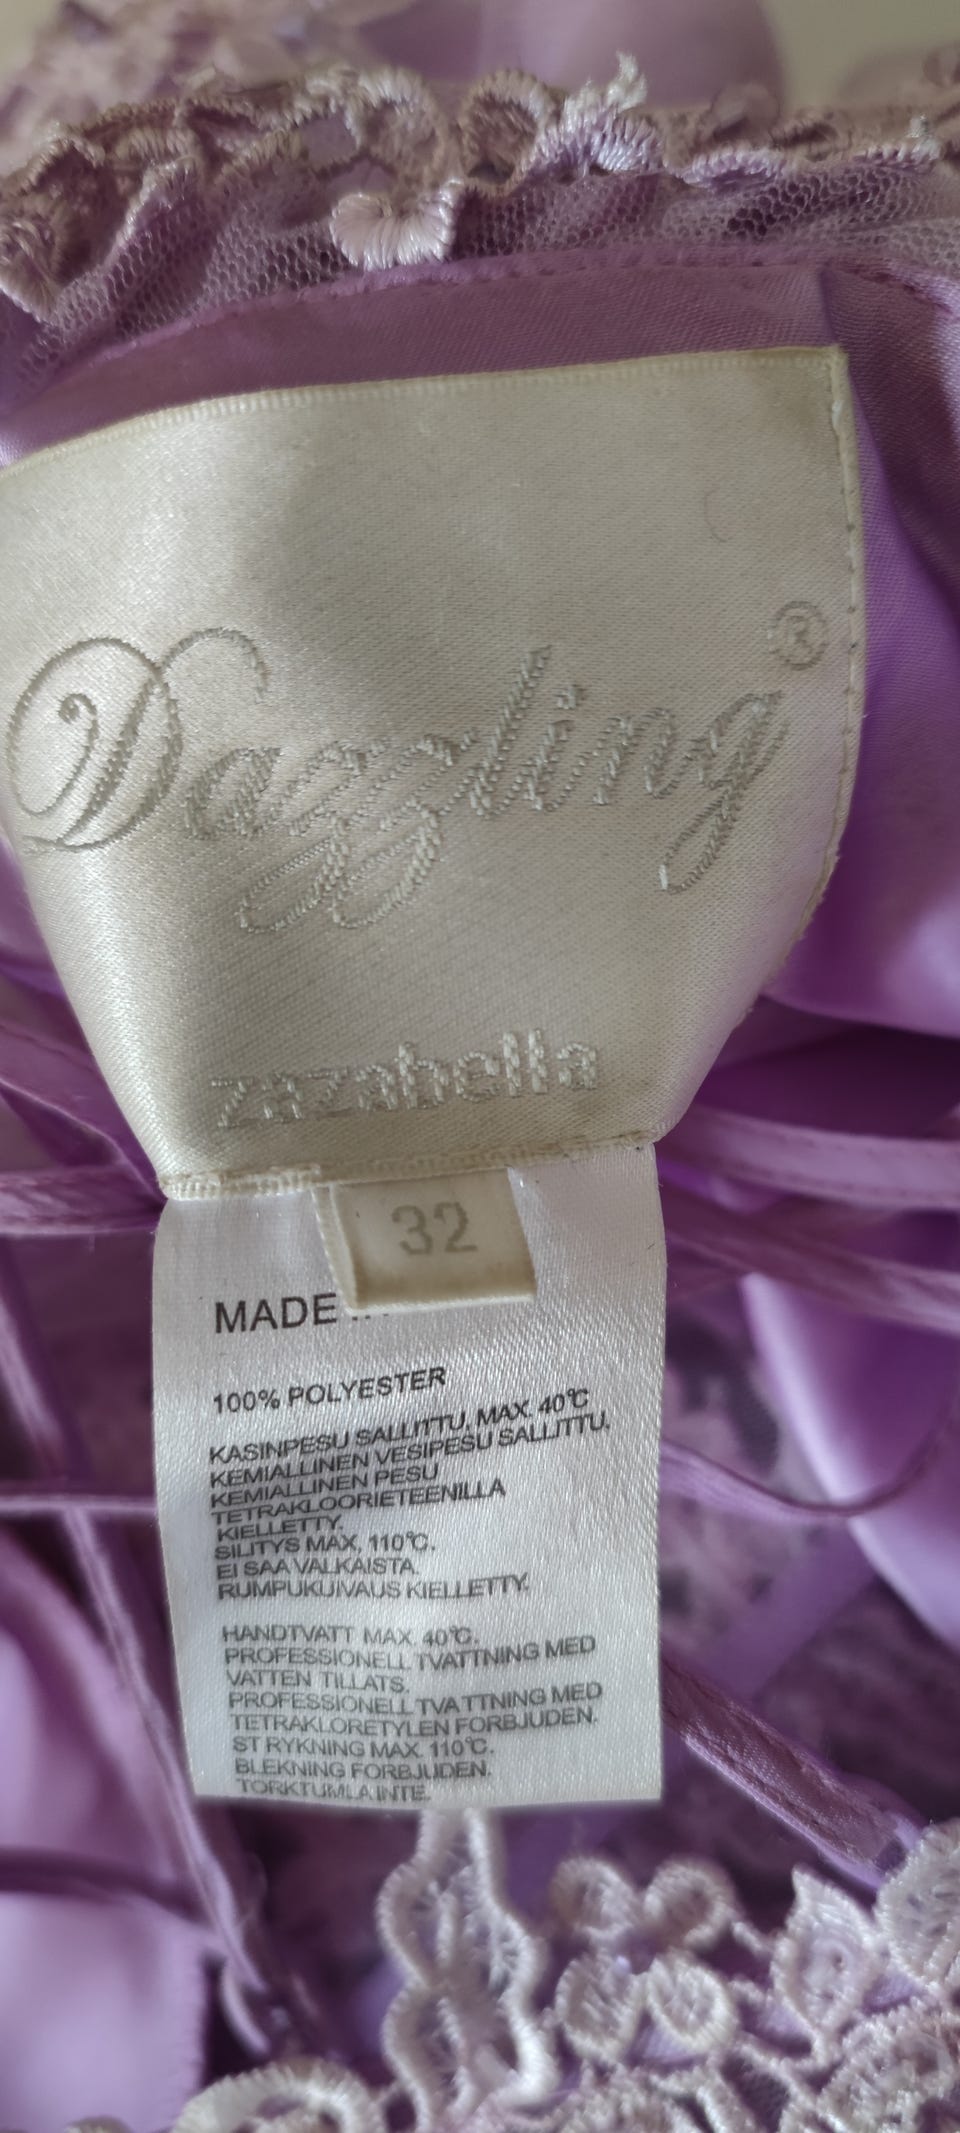 Dazzling®
zazabella
32
MADE
100% POLYESTER
KASINPESU SALLITTU, MAX. 40°C
KEMIALLINEN VESIPESU SALLITTU.
KEMIALLINEN PESU
TETRAKLOORIETEENILLA
KIELLETTY.
SILITYS MAX, 110°C.
EI SAA VALKAISTA.
RUMPUKUIVAUS KIELLETTY.
HANDTVATT MAX. 40°C.
PROFESSIONELL TVATTNING MED
VATTEN TILLATS.
PROFESSIONELL TVATTNING MED
TETRAKLORETYLEN FORBJUDEN.
ST RYKNING MAX. 110°C.
BLEKNING FORBJUDEN.
TORKTUMLA INTE.